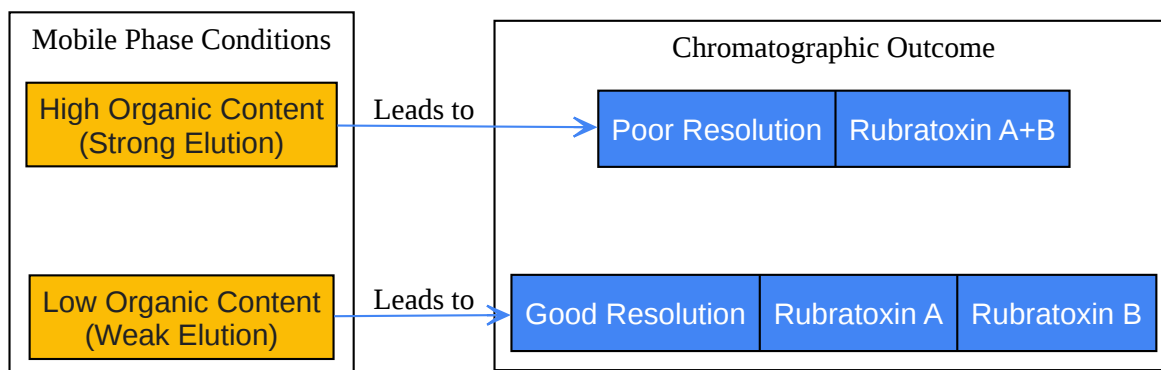 Mobile Phase Conditions
High Organic Content
(Strong Elution)
Low Organic Content
(Weak Elution)
Leads to
Leads to
Chromatographic Outcome
Poor Resolution
Rubratoxin A+B
Good Resolution
Rubratoxin A
Rubratoxin B